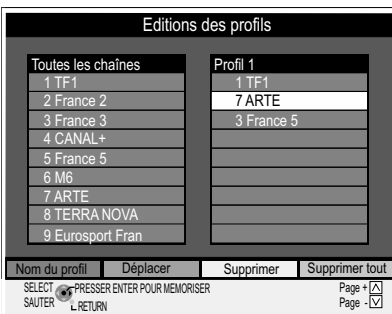 Editions des profils
Toutes les chaînes
1 TF1
2 France 2
3 France 3
4 CANAL+
5 France 5
6 M6
7 ARTE
8 TERRA NOVA
9 Eurosport Fran
Profil 1
1 TF1
7 ARTE
3 France 5
Nom du profil Déplacer Supprimer Supprimer tout
SELECT PRESSER ENTER POUR MEMORISER Page +
SAUTER RETURN Page -